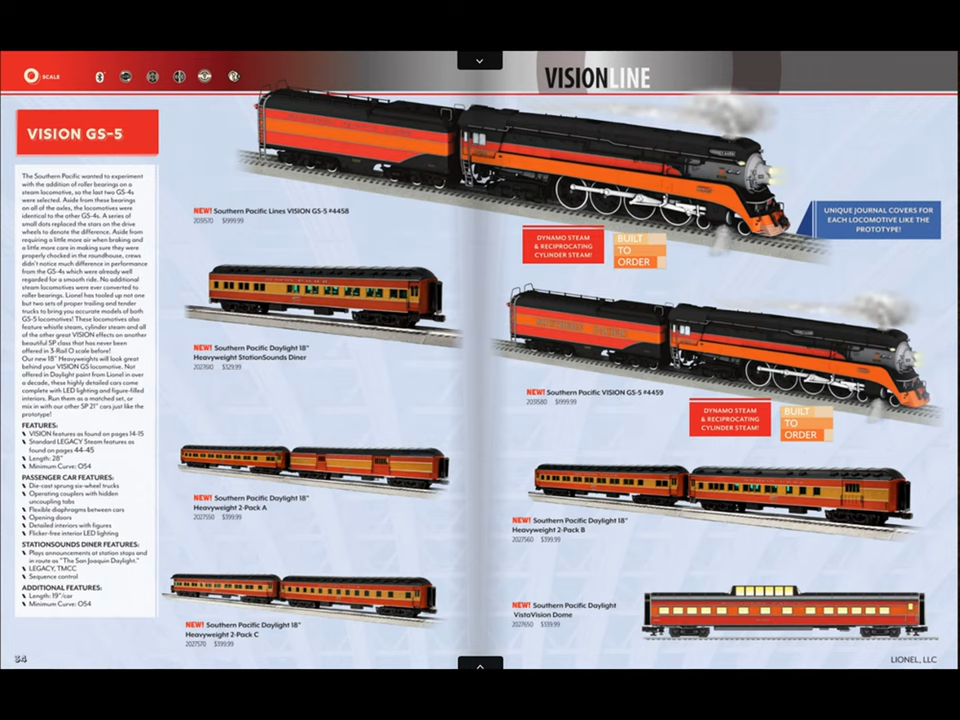 SCALE
VISIONLINE
VISION GS-5
The Southern Pacific wanted to experiment
with the addition of roller bearings on a
steam locomotive, so the last two GS-4s
were selected. Aside from these bearings
on all of the axles, the locomotives were
identical to the other GS-4s. A series of
small dots replaced the stars on the drive
wheels to denote the difference. Aside from
requiring a little more air when braking and
a little more care in making sure they were
properly checked in the roundhouse, crews
didn't notice much difference in performance
from the GS-4s which were already well
regarded for a smooth ride. No additional
steam locomotives were ever converted to
roller bearings. Lionel has tooled up not one
but two sets of proper trailing and tender
trucks to bring you accurate models of both
GS-5 locomotives! These locomotives also
feature whistle steam, cylinder steam and all
of the other great VISION effects on another
beautiful SP class that has never been
offered in 3-Rail O scale before!
Our new 18" Heavyweights will look great
behind your VISION GS locomotive. Not
offered in Daylight paint from Lionel in over
a decade, these highly detailed cars come
complete with LED lighting and figure-filled
interiors. Run them as a matched set, or
mix in with our other SP 21" cars just like the
prototype!
FEATURES:
VISION features as found on pages 14-15
Standard LEGACY Steam features as
found on pages 44-45
Length: 28"
Minimum Curve: O54
PASSENGER CAR FEATURES:
Die-cast sprung six-wheel trucks
Operating couplers with hidden
uncoupling tabs
Flexible diaphragms between cars
Opening doors
Detailed interiors with figures
Flicker-free interior LED lighting
STATIONSOUNDS DINER FEATURES:
Plays announcements at station stops and
in route as "The San Joaquin Daylight."
LEGACY, TMCC
Sequence control
ADDITIONAL FEATURES:
Length: 19"/car
Minimum Curve: O54
NEW! Southern Pacific Lines VISION GS-5 #4458
2031570 $1999.99
UNIQUE JOURNAL COVERS FOR
EACH LOCOMOTIVE LIKE THE
PROTOTYPE!
DYNAMO STEAM
& RECIPROCATING
CYLINDER STEAM!
BUILT
TO
ORDER
NEW! Southern Pacific Daylight 18"
Heavyweight StationSounds Diner
2027690 $329.99
NEW! Southern Pacific VISION GS-5 #4459
2031580 $1999.99
DYNAMO STEAM
& RECIPROCATING
CYLINDER STEAM!
BUILT
TO
ORDER
NEW! Southern Pacific Daylight 18"
Heavyweight 2-Pack A
2027550 $399.99
NEW! Southern Pacific Daylight 18"
Heavyweight 2-Pack B
2027560 $399.99
NEW! Southern Pacific Daylight 18"
Heavyweight 2-Pack C
2027570 $399.99
NEW! Southern Pacific Daylight
VistaVision Dome
2027650 $339.99
34
LIONEL, LLC